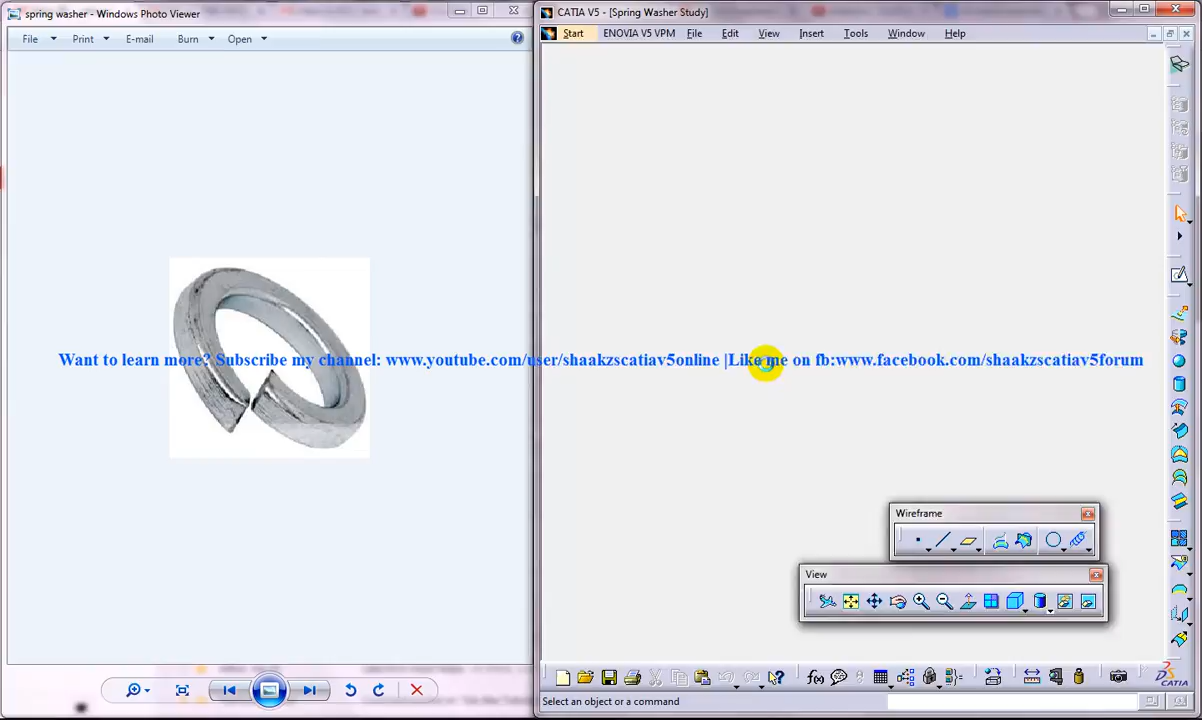 spring washer - Windows Photo Viewer
File Print E-mail Burn Open
CATIA V5 - [Spring Washer Study]
Start ENOVIA V5 VPM File Edit View Insert Tools Window Help
Want to learn more? Subscribe my channel: www.youtube.com/user/shaakzscatiav5online |Like me on fb:www.facebook.com/shaakzscatiav5forum
Wireframe
View
f(x)
CATIA
Select an object or a command